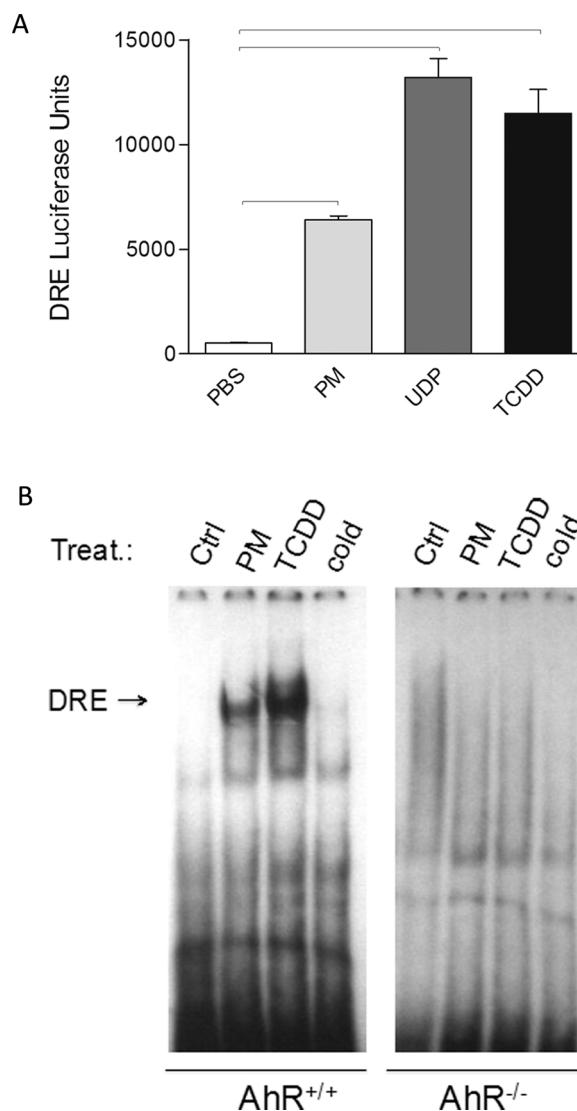 A
DRE Luciferase Units
15000
10000
5000
0
PBS
PM
UDP
TCDD
B
Treat.:
Ctrl
PM
TCDD
cold
Ctrl
PM
TCDD
cold
DRE →
AhR+/+
AhR-/-